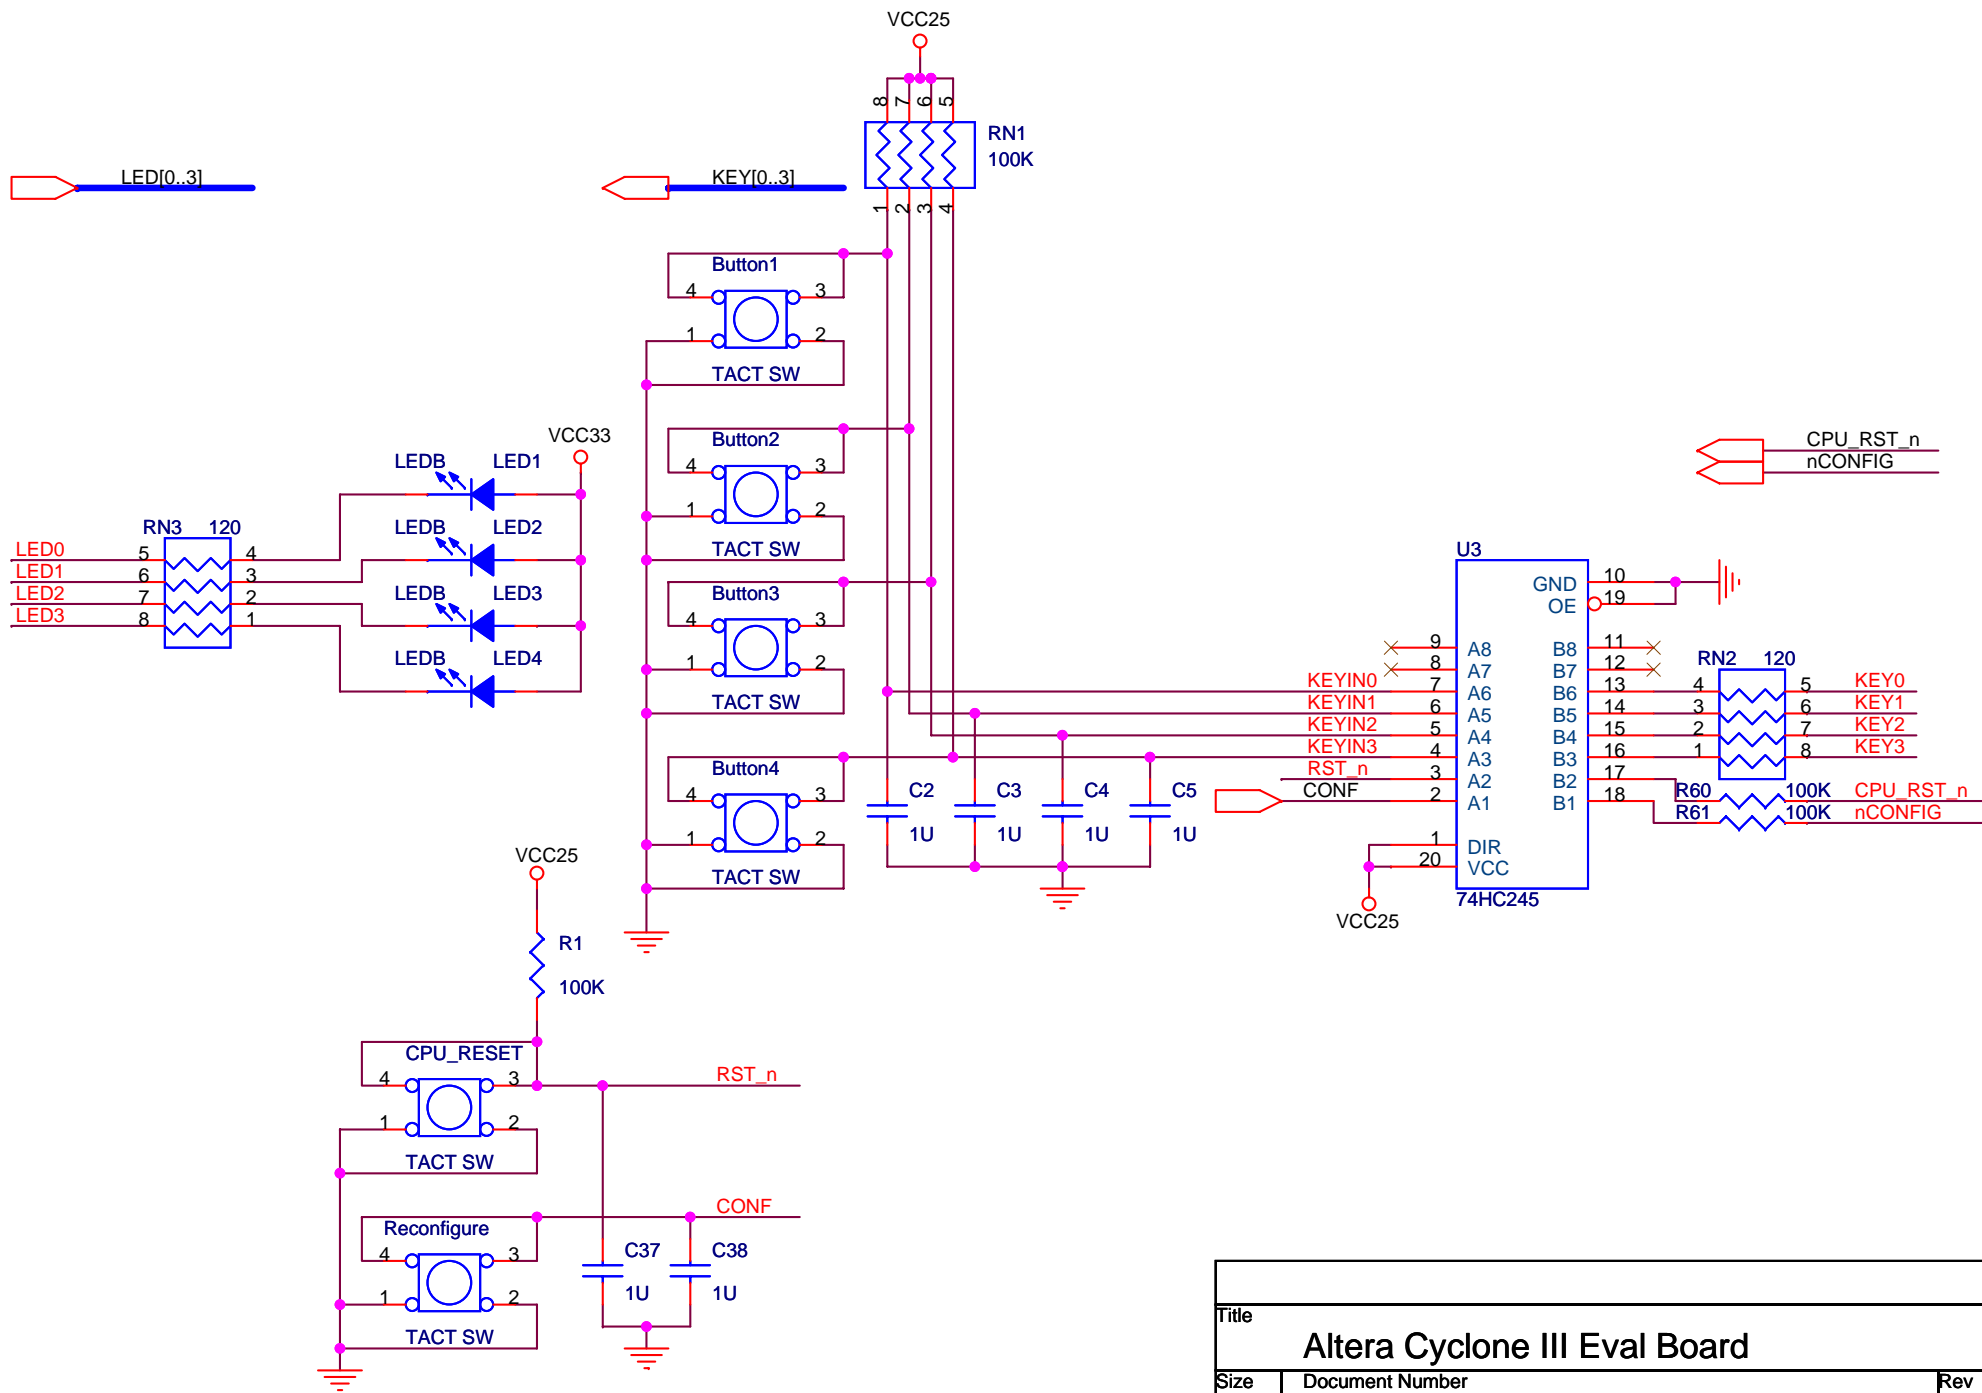 VCC25
8 7 6 5
RN1
100K
1 2 3 4
LED[0..3]
KEY[0..3]
Button1
4 3
1 2
TACT SW
Button2
4 3
1 2
TACT SW
Button3
4 3
1 2
TACT SW
Button4
4 3
1 2
TACT SW
VCC33
LEDB LED1
LEDB LED2
LEDB LED3
LEDB LED4
RN3 120
LED0 5 4
LED1 6 3
LED2 7 2
LED3 8 1
CPU_RST_n
nCONFIG
U3
GND 10
OE 19
9 A8 B8 11
8 A7 B7 12
KEYIN0 7 A6 B6 13
KEYIN1 6 A5 B5 14
KEYIN2 5 A4 B4 15
KEYIN3 4 A3 B3 16
RST_n 3 A2 B2 17
CONF 2 A1 B1 18
1 DIR
20 VCC
74HC245
VCC25
RN2 120
4 5 KEY0
3 6 KEY1
2 7 KEY2
1 8 KEY3
R60 100K CPU_RST_n
R61 100K nCONFIG
C2 C3 C4 C5
1U 1U 1U 1U
VCC25
R1
100K
CPU_RESET
4 3
1 2
TACT SW
RST_n
Reconfigure
4 3
1 2
TACT SW
CONF
C37 C38
1U 1U
Title
Altera Cyclone III Eval Board
Size Document Number Rev